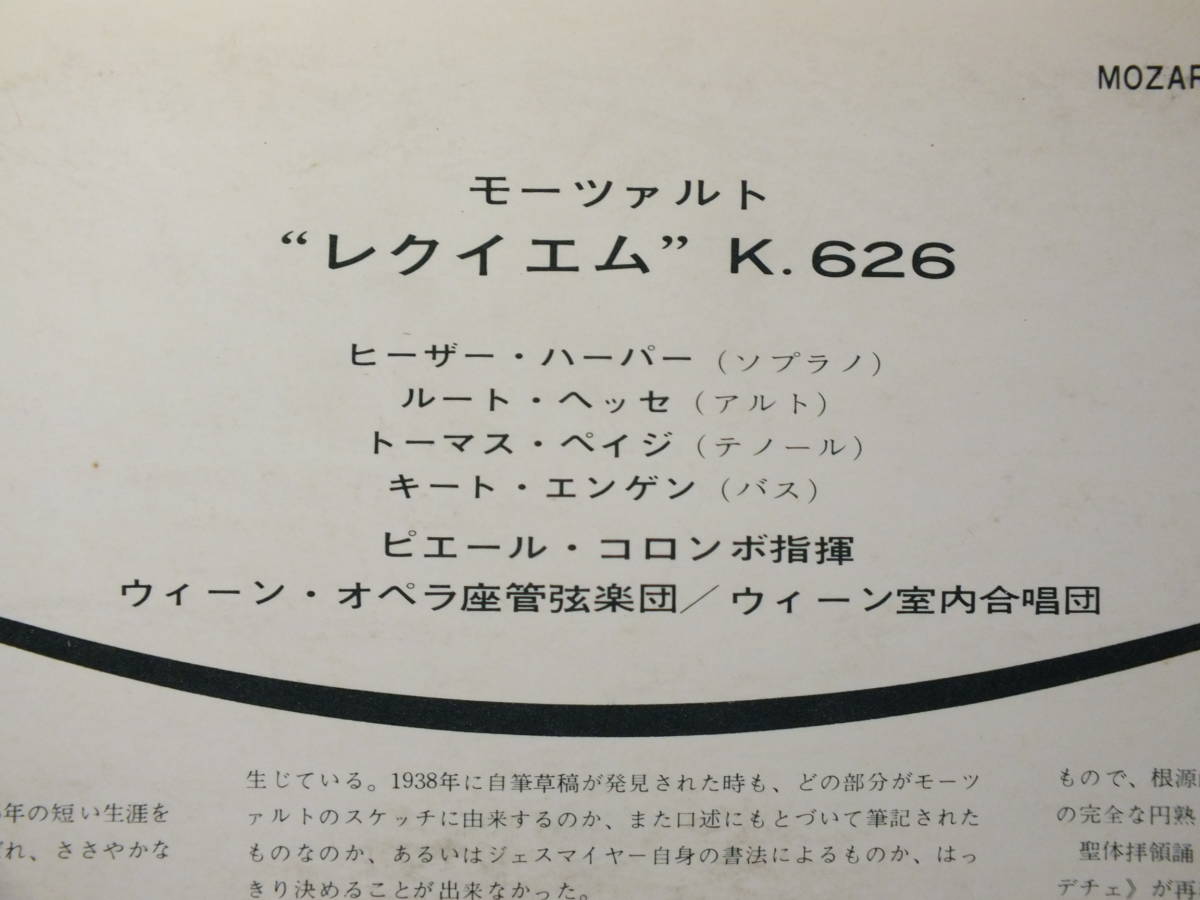 MOZAR
モーツァルト
“レクイエム” K. 626
ヒーザー・ハーパー（ソプラノ）
ルート・ヘッセ（アルト）
トーマス・ペイジ（テノール）
キート・エンゲン（バス）
ピエール・コロンボ指揮
ウィーン・オペラ座管弦楽団／ウィーン室内合唱団
年の短い生涯を
れ、ささやかな
生じている。1938年に自筆草稿が発見された時も、どの部分がモーツ
ァルトのスケッチに由来するのか、また口述にもとづいて筆記された
ものなのか、あるいはジェスマイヤー自身の書法によるものか、はっ
きり決めることが出来なかった。
もので、根源
の完全な円熟
聖体拝領誦
デチェ》が再